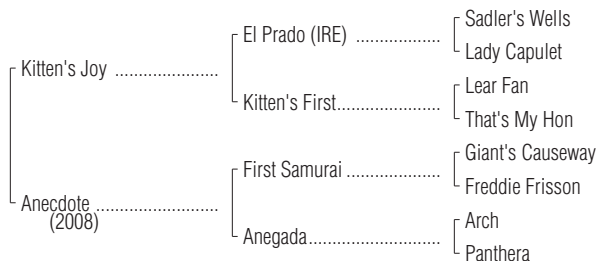 El Prado (IRE) ................... Sadler's Wells
Lady Capulet
Kitten's Joy .......................
Kitten's First....................... Lear Fan
That's My Hon
First Samurai ..................... Giant's Causeway
Freddie Frisson
Anecdote ...........................
(2008)
Anegada............................. Arch
Panthera